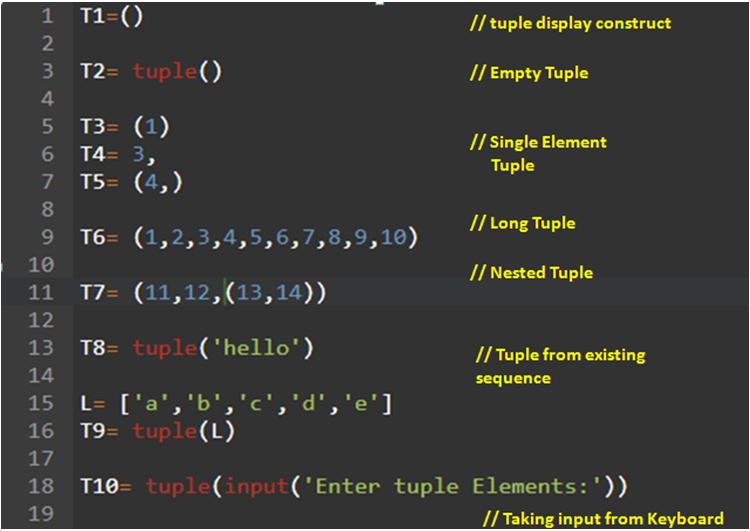 1 T1=() // tuple display construct
2
3 T2= tuple() // Empty Tuple
4
5 T3= (1) // Single Element
6 T4= 3, Tuple
7 T5= (4,)
8
9 T6= (1,2,3,4,5,6,7,8,9,10) // Long Tuple
10 // Nested Tuple
11 T7= (11,12,(13,14))
12
13 T8= tuple('hello') // Tuple from existing
14 sequence
15 L= ['a','b','c','d','e']
16 T9= tuple(L)
17
18 T10= tuple(input('Enter tuple Elements:'))
19 // Taking input from Keyboard